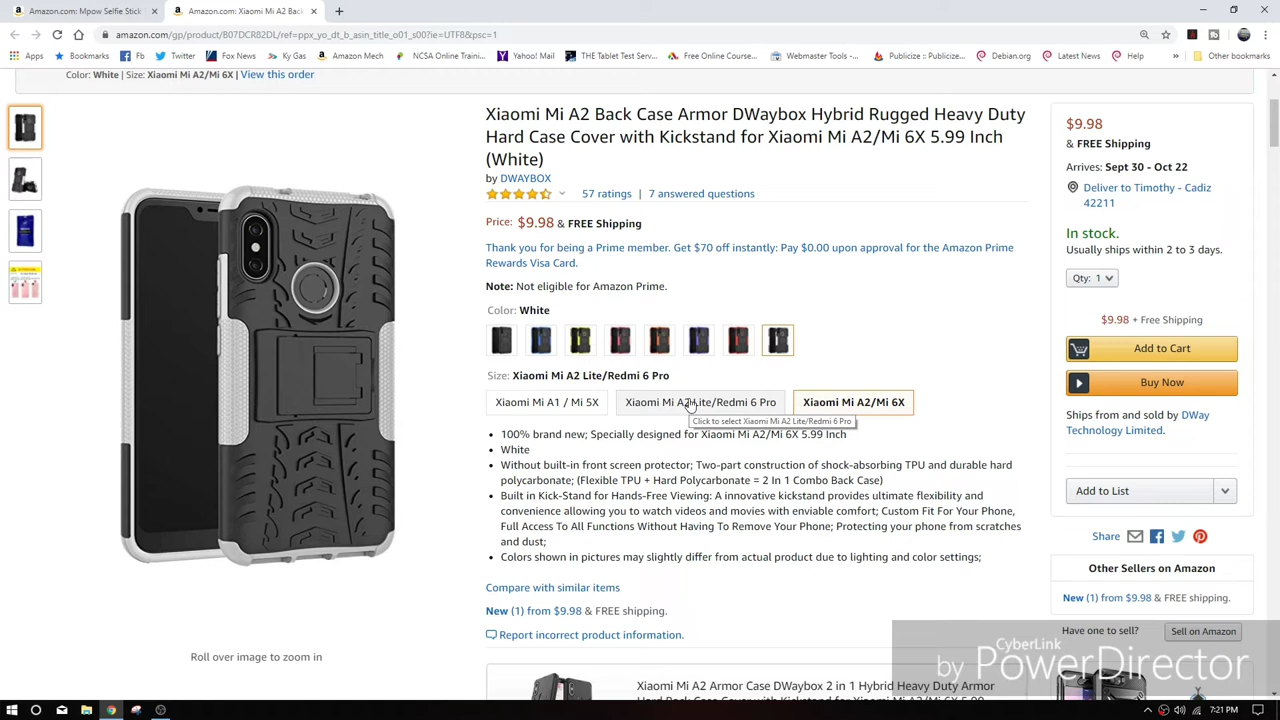 Amazon.com: Mpow Selfie Stick
Amazon.com: Xiaomi Mi A2 Back
amazon.com/gp/product/B07DCR82DL/ref=ppx_yo_dt_b_asin_title_o01_s00?ie=UTF8&psc=1
Apps Bookmarks Fb Twitter Fox News Ky Gas Amazon Mech NCSA Online Traini... Yahoo! Mail THE Tablet Test Serv... Free Online Course... Webmaster Tools -... Publicize :: Publicize... Debian.org Latest News Help Other bookmarks
Color: White | Size: Xiaomi Mi A2/Mi 6X | View this order
Xiaomi Mi A2 Back Case Armor DWaybox Hybrid Rugged Heavy Duty
Hard Case Cover with Kickstand for Xiaomi Mi A2/Mi 6X 5.99 Inch
(White)
by DWAYBOX
57 ratings | 7 answered questions
Price: $9.98 & FREE Shipping
Thank you for being a Prime member. Get $70 off instantly: Pay $0.00 upon approval for the Amazon Prime
Rewards Visa Card.
Note: Not eligible for Amazon Prime.
Color: White
Size: Xiaomi Mi A2 Lite/Redmi 6 Pro
Xiaomi Mi A1 / Mi 5X Xiaomi Mi A2 Lite/Redmi 6 Pro Xiaomi Mi A2/Mi 6X
Click to select Xiaomi Mi A2 Lite/Redmi 6 Pro
• 100% brand new; Specially designed for Xiaomi Mi A2/Mi 6X 5.99 Inch
• White
• Without built-in front screen protector; Two-part construction of shock-absorbing TPU and durable hard
polycarbonate; (Flexible TPU + Hard Polycarbonate = 2 In 1 Combo Back Case)
• Built in Kick-Stand for Hands-Free Viewing: A innovative kickstand provides ultimate flexibility and
convenience allowing you to watch videos and movies with enviable comfort; Custom Fit For Your Phone,
Full Access To All Functions Without Having To Remove Your Phone; Protecting your phone from scratches
and dust;
• Colors shown in pictures may slightly differ from actual product due to lighting and color settings;
Compare with similar items
New (1) from $9.98 & FREE shipping.
Report incorrect product information.
Roll over image to zoom in
Xiaomi Mi A2 Armor Case DWaybox 2 in 1 Hybrid Heavy Duty Armor
$9.98
& FREE Shipping
Arrives: Sept 30 - Oct 22
Deliver to Timothy - Cadiz
42211
In stock.
Usually ships within 2 to 3 days.
Qty: 1
$9.98 + Free Shipping
Add to Cart
Buy Now
Ships from and sold by DWay
Technology Limited.
Add to List
Share
Other Sellers on Amazon
New (1) from $9.98 & FREE shipping.
Have one to sell? Sell on Amazon
CyberLink
by PowerDirector
7:21 PM